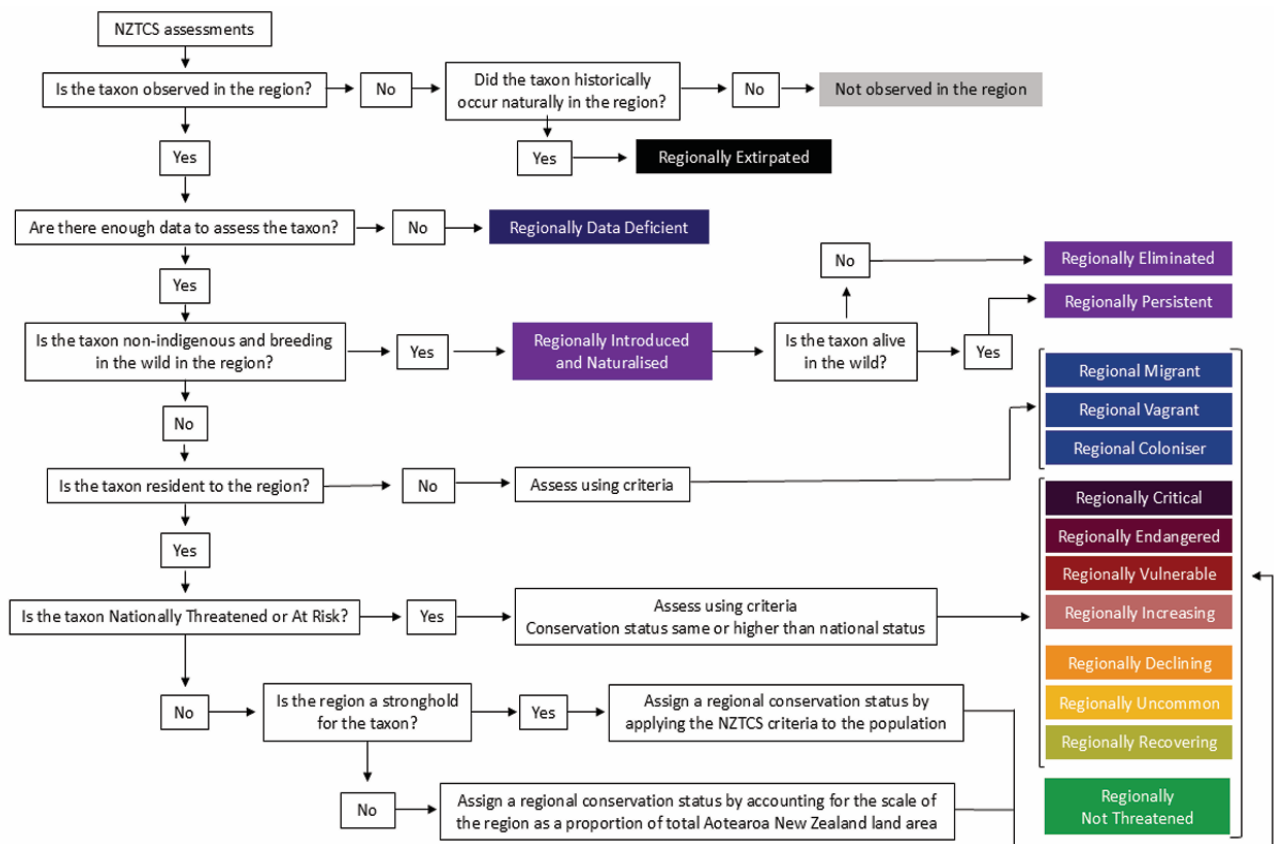 NZTCS assessments
Is the taxon observed in the region?
No
Did the taxon historically
occur naturally in the region?
No
Not observed in the region
Yes
Yes
Regionally Extirpated
Are there enough data to assess the taxon?
No
Regionally Data Deficient
Yes
No
Regionally Eliminated
Regionally Persistent
Is the taxon non-indigenous and breeding
in the wild in the region?
Yes
Regionally Introduced
and Naturalised
Is the taxon alive
in the wild?
Yes
No
Regional Migrant
Regional Vagrant
Regional Coloniser
Is the taxon resident to the region?
No
Assess using criteria
Yes
Regionally Critical
Regionally Endangered
Regionally Vulnerable
Regionally Increasing
Is the taxon Nationally Threatened or At Risk?
Yes
Assess using criteria
Conservation status same or higher than national status
Regionally Declining
Regionally Uncommon
Regionally Recovering
No
Is the region a stronghold
for the taxon?
Yes
Assign a regional conservation status by
applying the NZTCS criteria to the population
No
Assign a regional conservation status by accounting for the scale of
the region as a proportion of total Aotearoa New Zealand land area
Regionally
Not Threatened